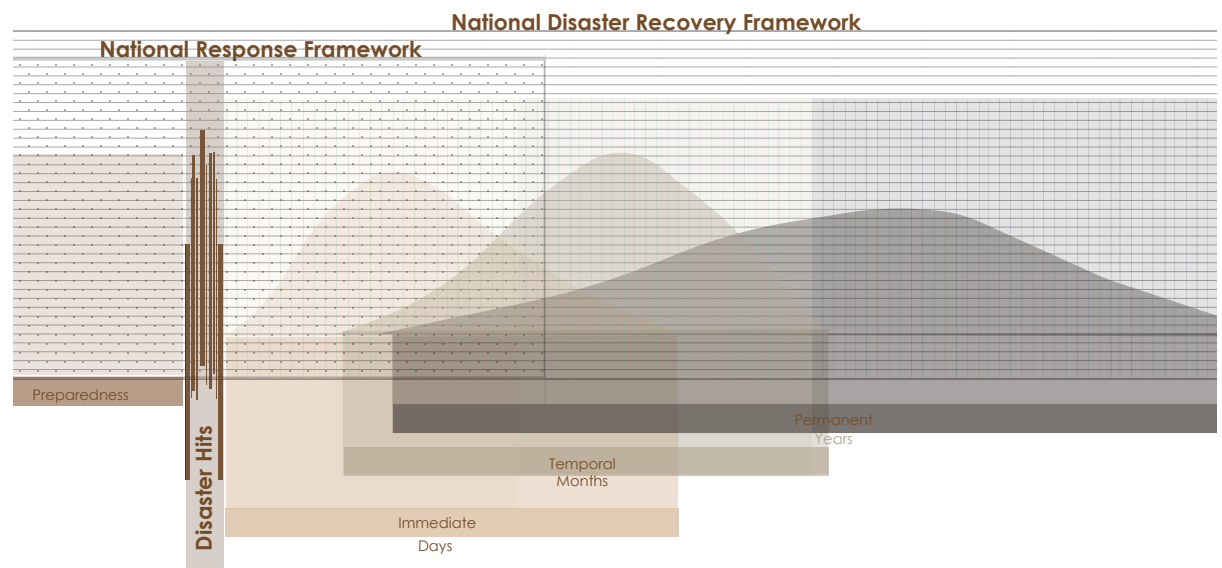 National Disaster Recovery Framework
National Response Framework
Preparedness
Disaster Hits
Permanent
Years
Temporal
Months
Immediate
Days